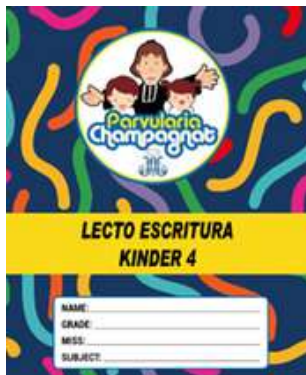 Parvularia
Champagnat
LECTO ESCRITURA
KINDER 4
NAME:
GRADE:
MISS:
SUBJECT: